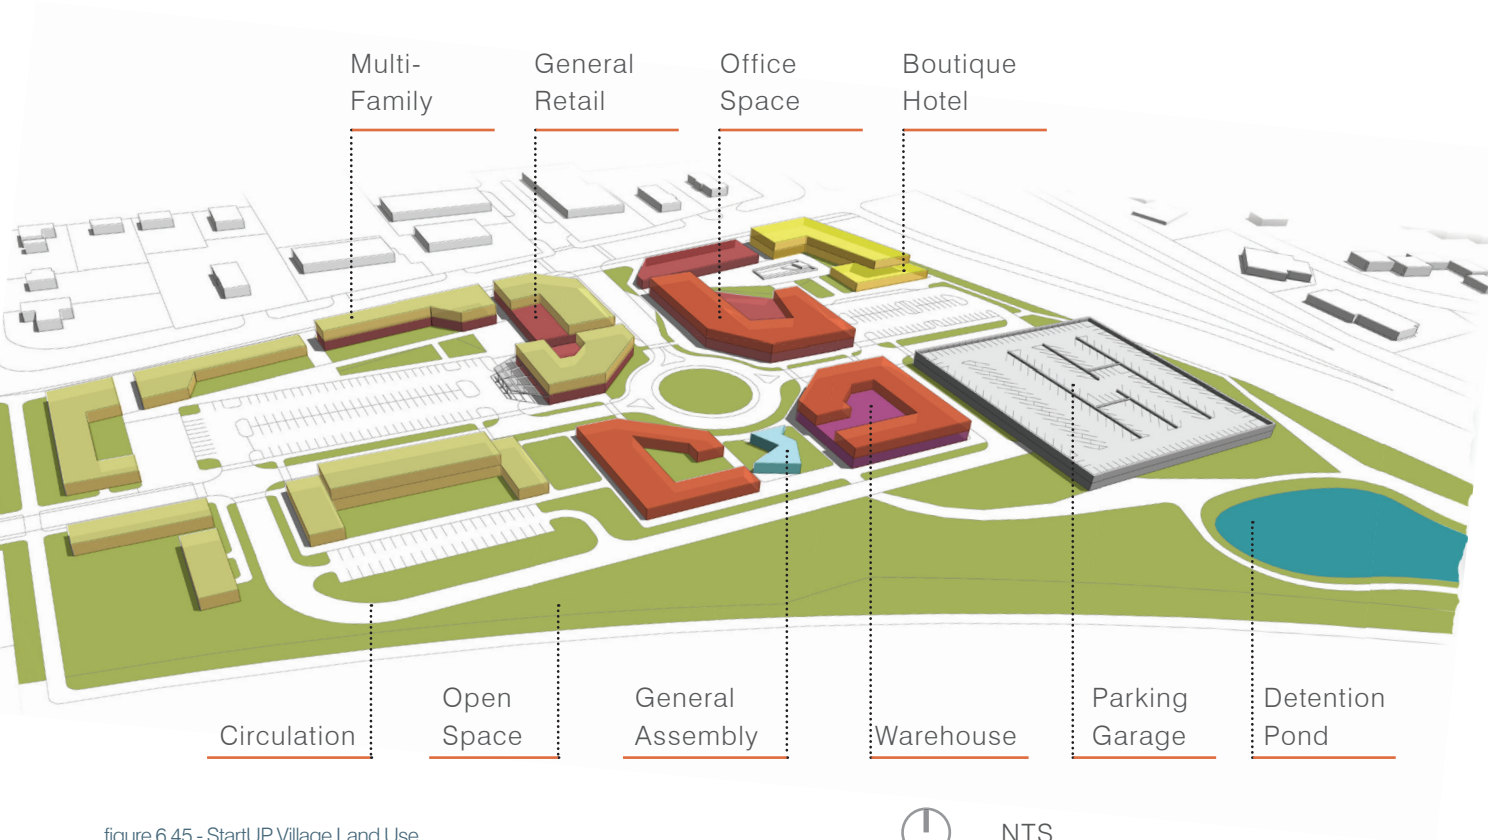 Multi-
Family
General
Retail
Office
Space
Boutique
Hotel
Circulation
Open
Space
General
Assembly
Warehouse
Parking
Garage
Detention
Pond
figure 6.45 - StartUP Village Land Use
NTS